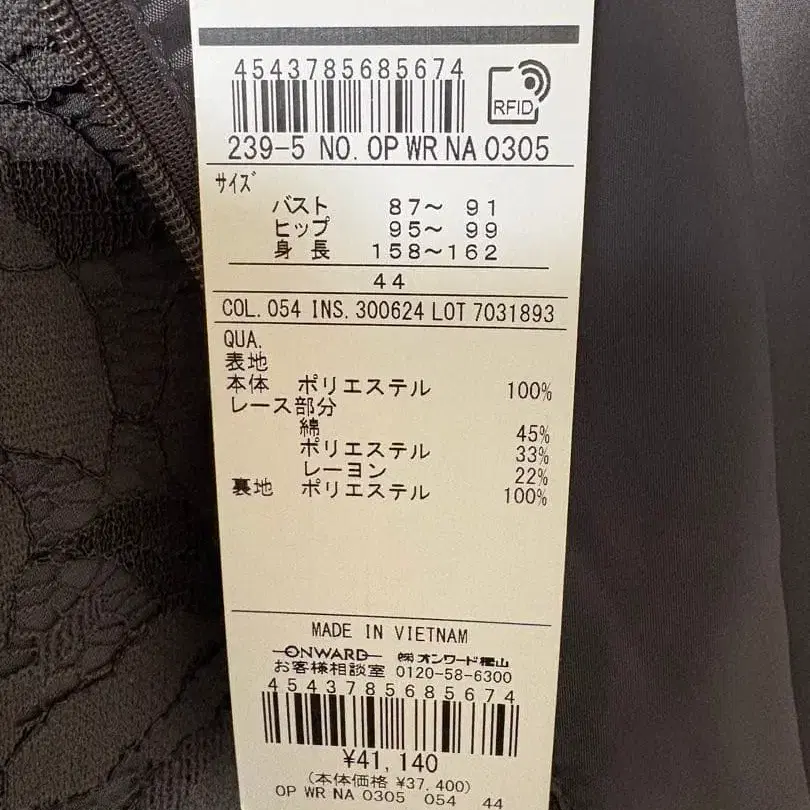 4543785685674
RFID
239-5 NO. OP WR NA 0305
サイズ
バスト 87～ 91
ヒップ 95～ 99
身長 158～162
44
COL. 054 INS. 300624 LOT 7031893
QUA.
表地
本体 ポリエステル 100%
レース部分
綿 45%
ポリエステル 33%
レーヨン 22%
裏地 ポリエステル 100%
MADE IN VIETNAM
ONWARD ㈱オンワード樫山
お客様相談室 0120-58-6300
4543785685674
¥41,140
(本体価格 ¥37,400)
OP WR NA 0305 054 44